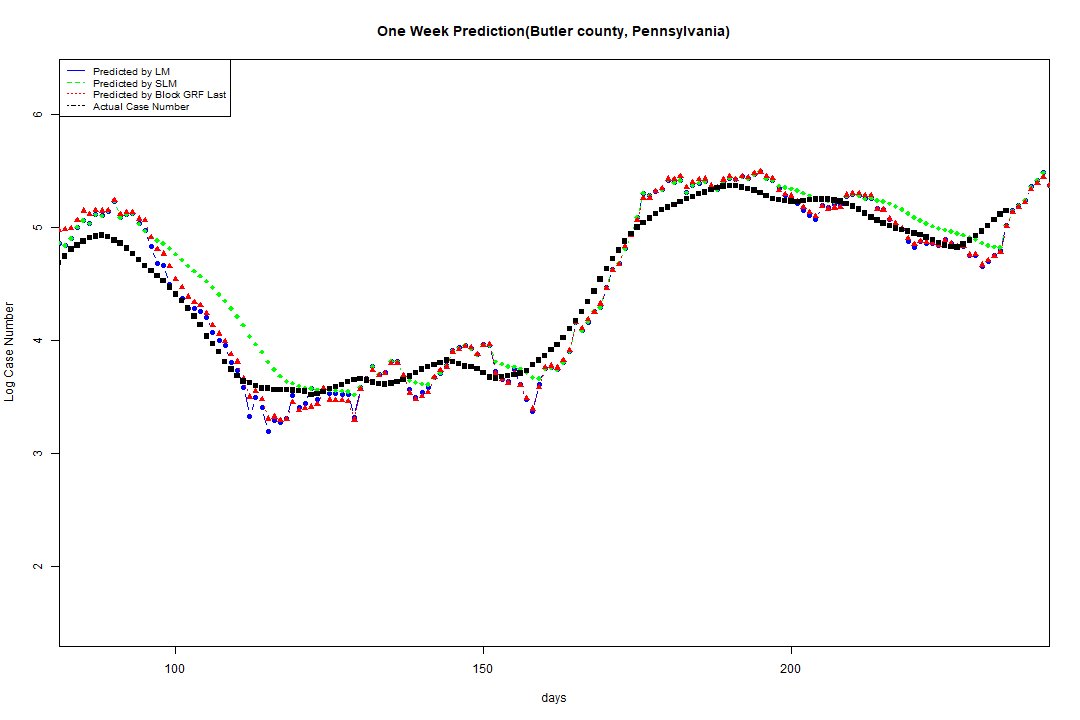 One Week Prediction(Butler county, Pennsylvania)
Predicted by LM
Predicted by SLM
Predicted by Block GRF Last
Actual Case Number
6
5
4
3
2
Log Case Number
100 150 200
days